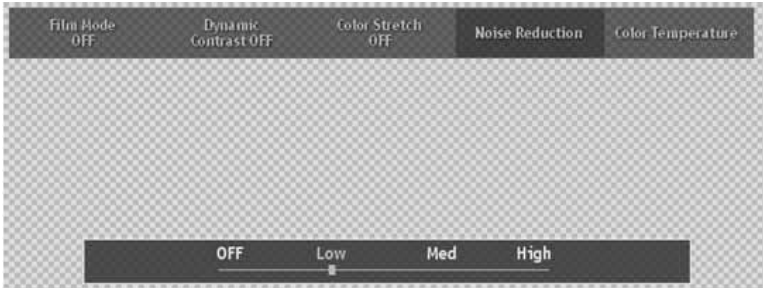 Film Mode
OFF
Dynamic
Contrast OFF
Color Stretch
OFF
Noise Reduction
Color Temperature
OFF Low Med High